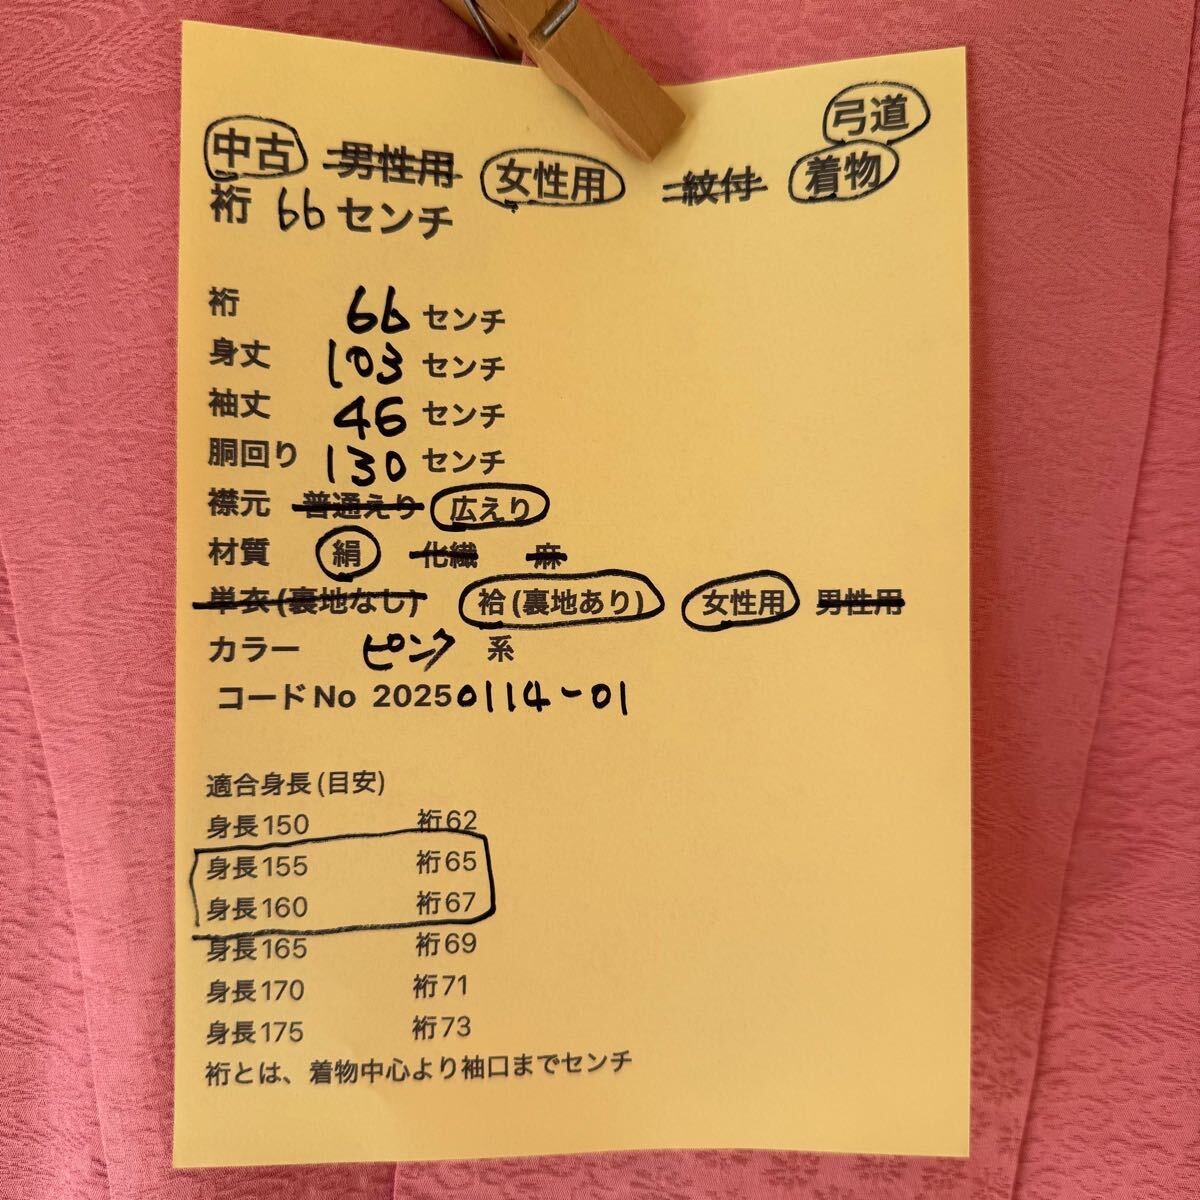 弓道
中古 男性用 女性用 紋付 着物
裄 66 センチ
裄 66 センチ
身丈 103 センチ
袖丈 46 センチ
胴回り 130 センチ
襟元 普通えり 広えり
材質 絹 化繊 麻
単衣(裏地なし) 袷(裏地あり) 女性用 男性用
カラー ピンク 系
コードNo 20250114-01
適合身長(目安)
身長150 裄62
身長155 裄65
身長160 裄67
身長165 裄69
身長170 裄71
身長175 裄73
裄とは、着物中心より袖口までセンチ